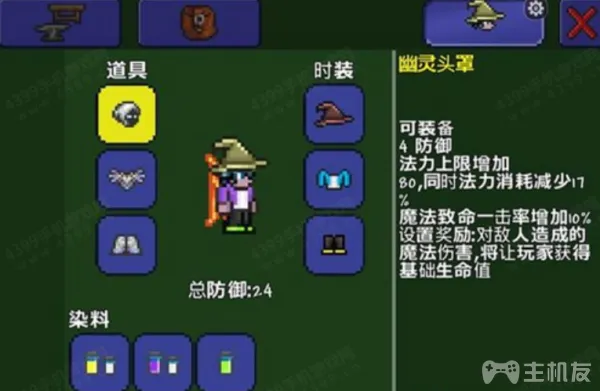 道具
时装
幽灵头罩
可装备
4 防御
法力上限增加
80,同时法力消耗减少17
%
魔法致命一击率增加10%
设置奖励:对敌人造成的
魔法伤害,将让玩家获得
基础生命值
总防御:24
染料
主机友